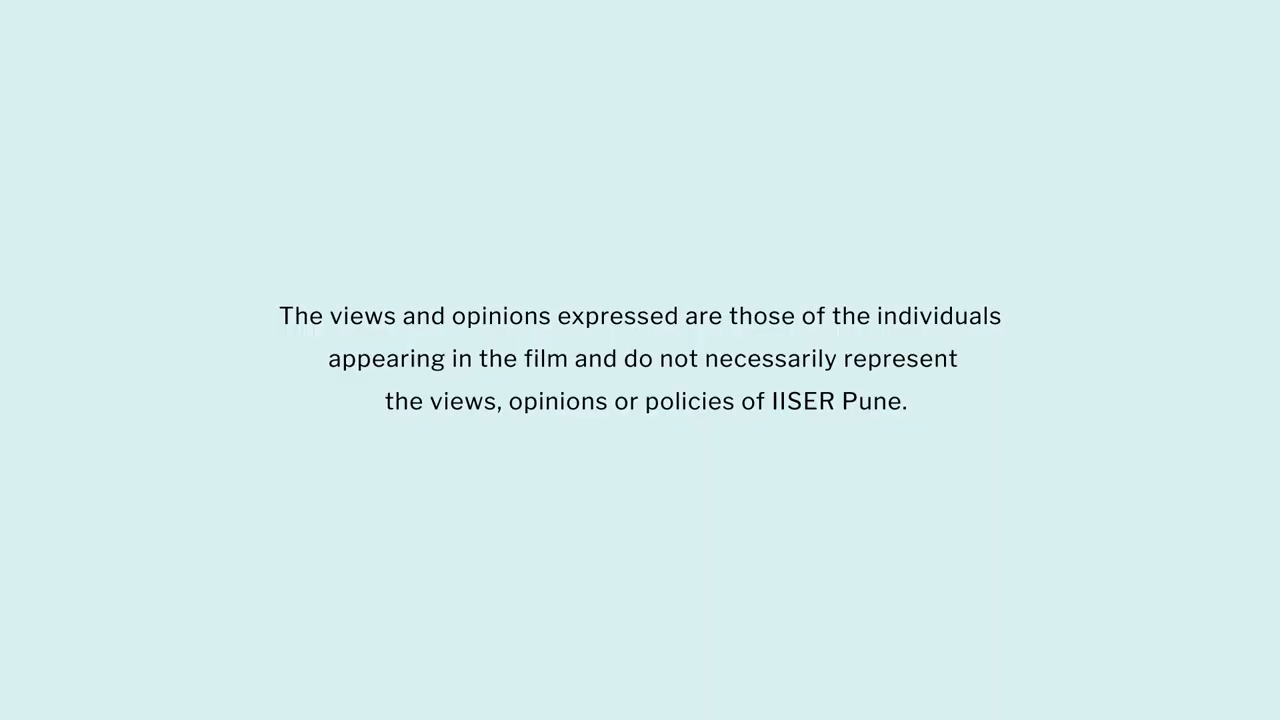 The views and opinions expressed are those of the individuals
appearing in the film and do not necessarily represent
the views, opinions or policies of IISER Pune.